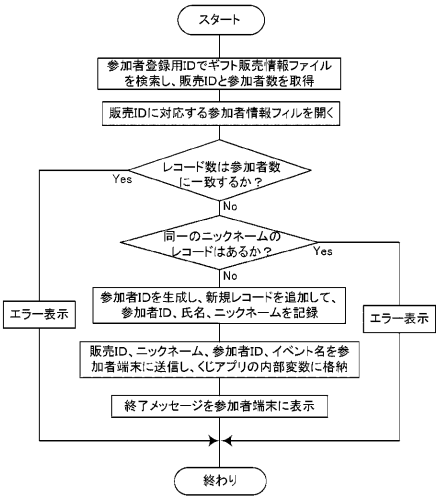 スタート
参加者登録用IDでギフト販売情報ファイル
を検索し、販売IDと参加者数を取得
販売IDに対応する参加者情報フィルを開く
レコード数は参加者数
に一致するか?
Yes
No
同一のニックネームの
レコードはあるか?
Yes
No
参加者IDを生成し、新規レコードを追加して、
参加者ID、氏名、ニックネームを記録
エラー表示
エラー表示
販売ID、ニックネーム、参加者ID、イベント名を参
加者端末に送信し、くじアプリの内部変数に格納
終了メッセージを参加者端末に表示
終わり